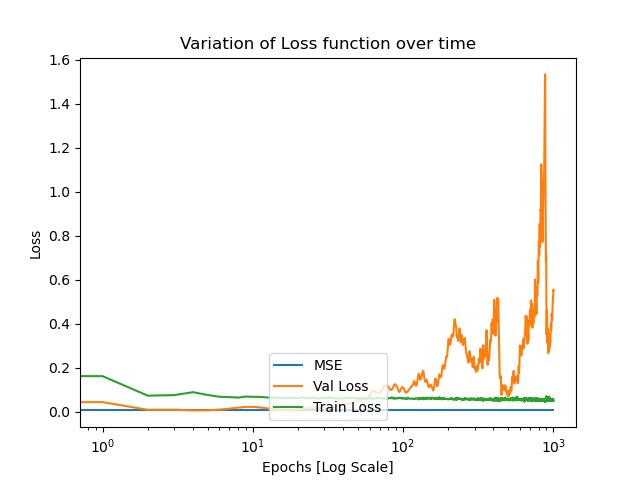 Variation of Loss function over time
1.6
1.4
1.2
1.0
0.8
0.6
0.4
0.2
0.0
Loss
MSE
Val Loss
Train Loss
10⁰
10¹
10²
10³
Epochs [Log Scale]